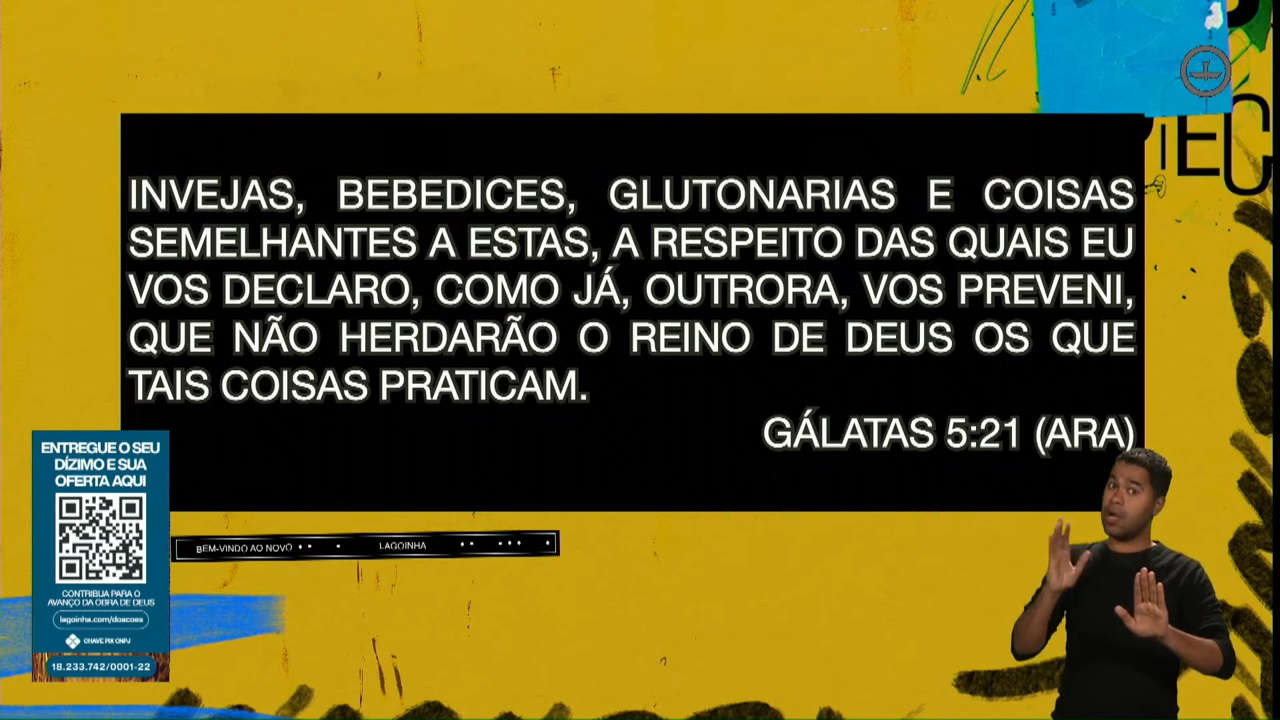 INVEJAS, BEBEDICES, GLUTONARIAS E COISAS
SEMELHANTES A ESTAS, A RESPEITO DAS QUAIS EU
VOS DECLARO, COMO JÁ, OUTRORA, VOS PREVENI,
QUE NÃO HERDARÃO O REINO DE DEUS OS QUE
TAIS COISAS PRATICAM.
GÁLATAS 5:21 (ARA)
ENTREGUE O SEU
DÍZIMO E SUA
OFERTA AQUI
CONTRIBUA PARA O
AVANÇO DA OBRA DE DEUS
lagoinha.com/doacoes
CHAVE PIX CNPJ
18.233.742/0001-22
BEM-VINDO AO NOVO
LAGOINHA